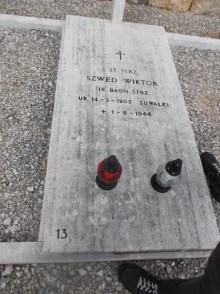 ST. STRZ.
SZWED WIKTOR
16 BAON STRZ.
UR 14-3-1905 SUWAŁKI
+ 1-6-1944
13